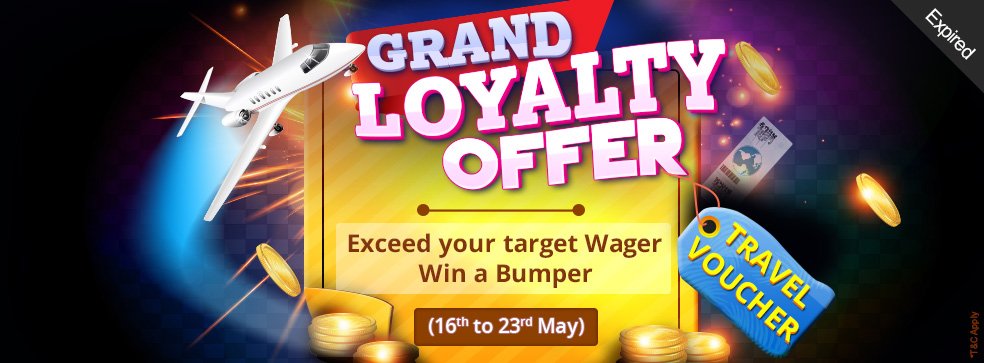 GRAND
LOYALTY
OFFER
Expired
Exceed your target Wager
Win a Bumper
(16th to 23rd May)
TRAVEL
VOUCHER
*T&C Apply